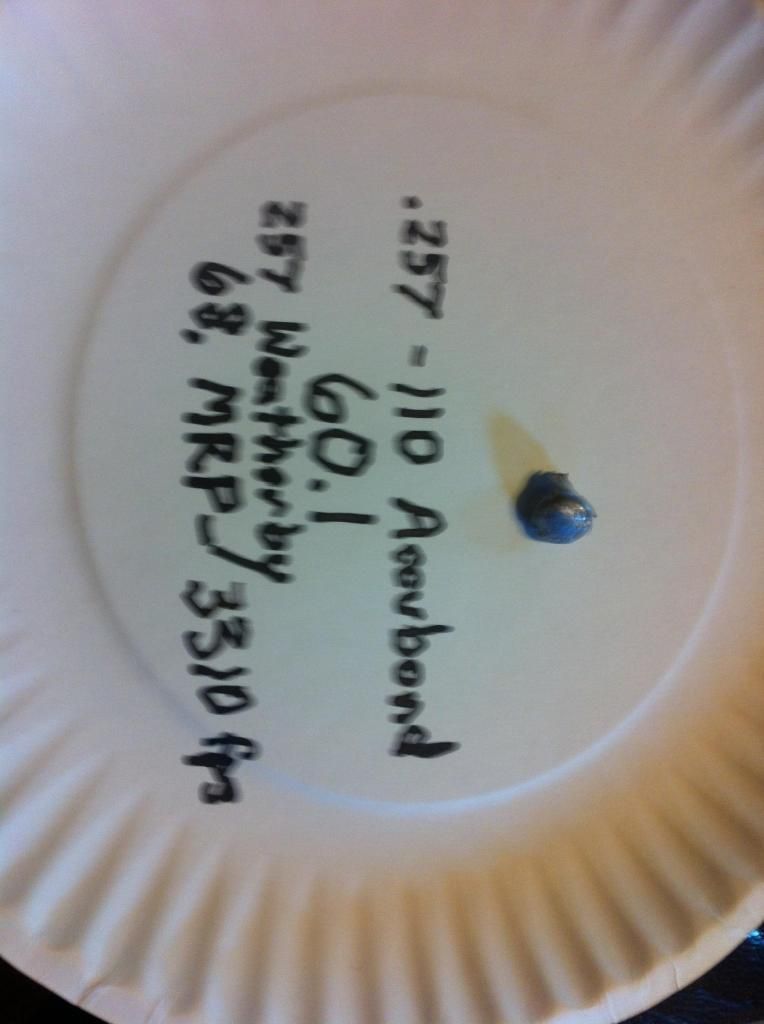 .257 - 110 Accubond
60.1
257 Weatherby
68. MRP - 3310 fps